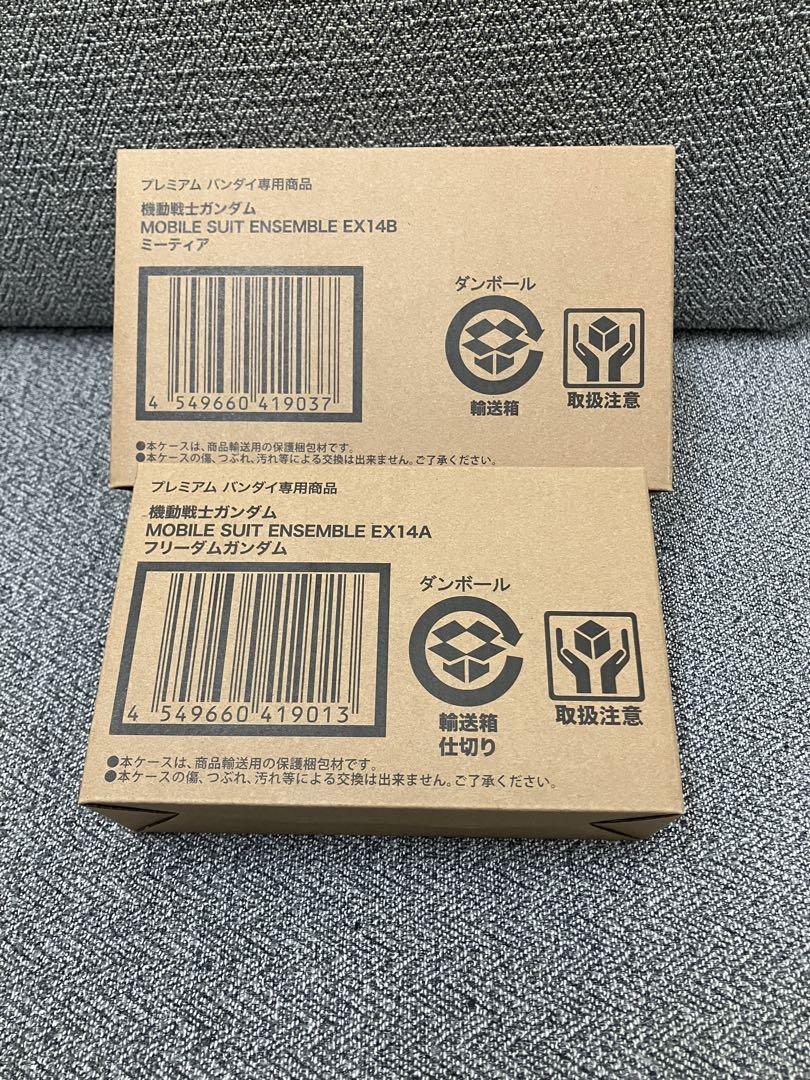 プレミアム バンダイ専用商品
機動戦士ガンダム
MOBILE SUIT ENSEMBLE EX14B
ミーティア
4 549660 419037
ダンボール
輸送箱
取扱注意
●本ケースは、商品輸送用の保護梱包材です。
●本ケースの傷、つぶれ、汚れ等による交換は出来ません。ご了承ください。
プレミアム バンダイ専用商品
機動戦士ガンダム
MOBILE SUIT ENSEMBLE EX14A
フリーダムガンダム
4 549660 419013
ダンボール
輸送箱
仕切り
取扱注意
●本ケースは、商品輸送用の保護梱包材です。
●本ケースの傷、つぶれ、汚れ等による交換は出来ません。ご了承ください。